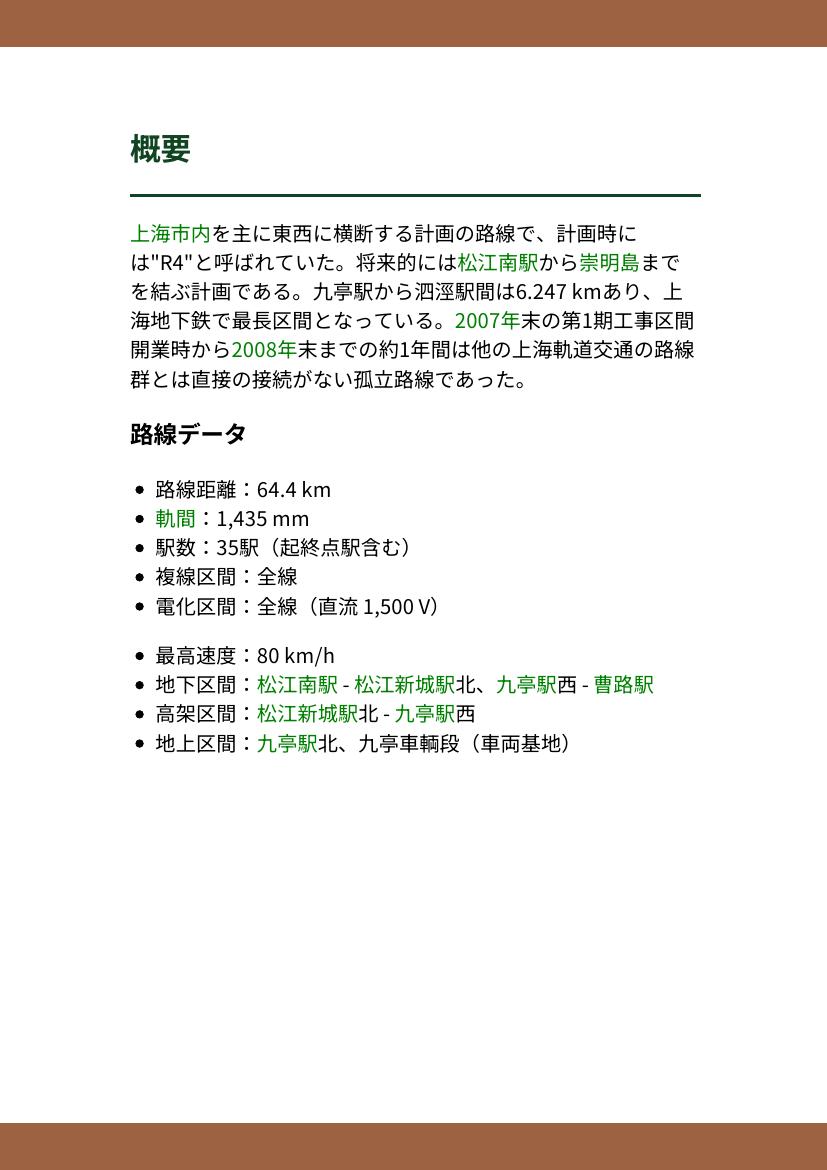 概要
上海市内を主に東西に横断する計画の路線で、計画時に
は"R4"と呼ばれていた。将来的には松江南駅から崇明島まで
を結ぶ計画である。九亭駅から泗涇駅間は6.247 kmあり、上
海地下鉄で最長区間となっている。2007年末の第1期工事区間
開業時から2008年末までの約1年間は他の上海軌道交通の路線
群とは直接の接続がない孤立路線であった。
路線データ
• 路線距離：64.4 km
• 軌間：1,435 mm
• 駅数：35駅（起終点駅含む）
• 複線区間：全線
• 電化区間：全線（直流 1,500 V）
• 最高速度：80 km/h
• 地下区間：松江南駅 - 松江新城駅北、九亭駅西 - 曹路駅
• 高架区間：松江新城駅北 - 九亭駅西
• 地上区間：九亭駅北、九亭車輌段（車両基地）